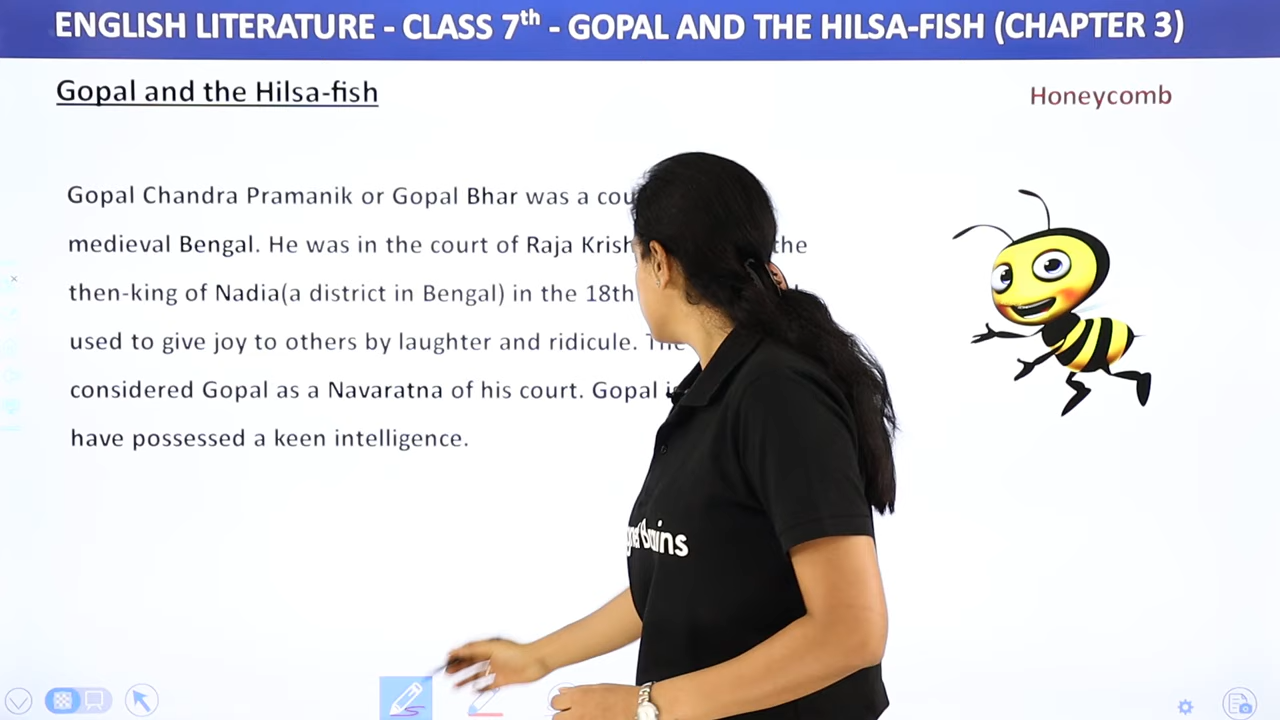 ENGLISH LITERATURE - CLASS 7th - GOPAL AND THE HILSA-FISH (CHAPTER 3)
Gopal and the Hilsa-fish
Honeycomb
Gopal Chandra Pramanik or Gopal Bhar was a
medieval Bengal. He was in the court of Raja the
then-king of Nadia(a district in Bengal) in the 18th
used to give joy to others by laughter and ridicule.
considered Gopal as a Navaratna of his court. Gopal
have possessed a keen intelligence.